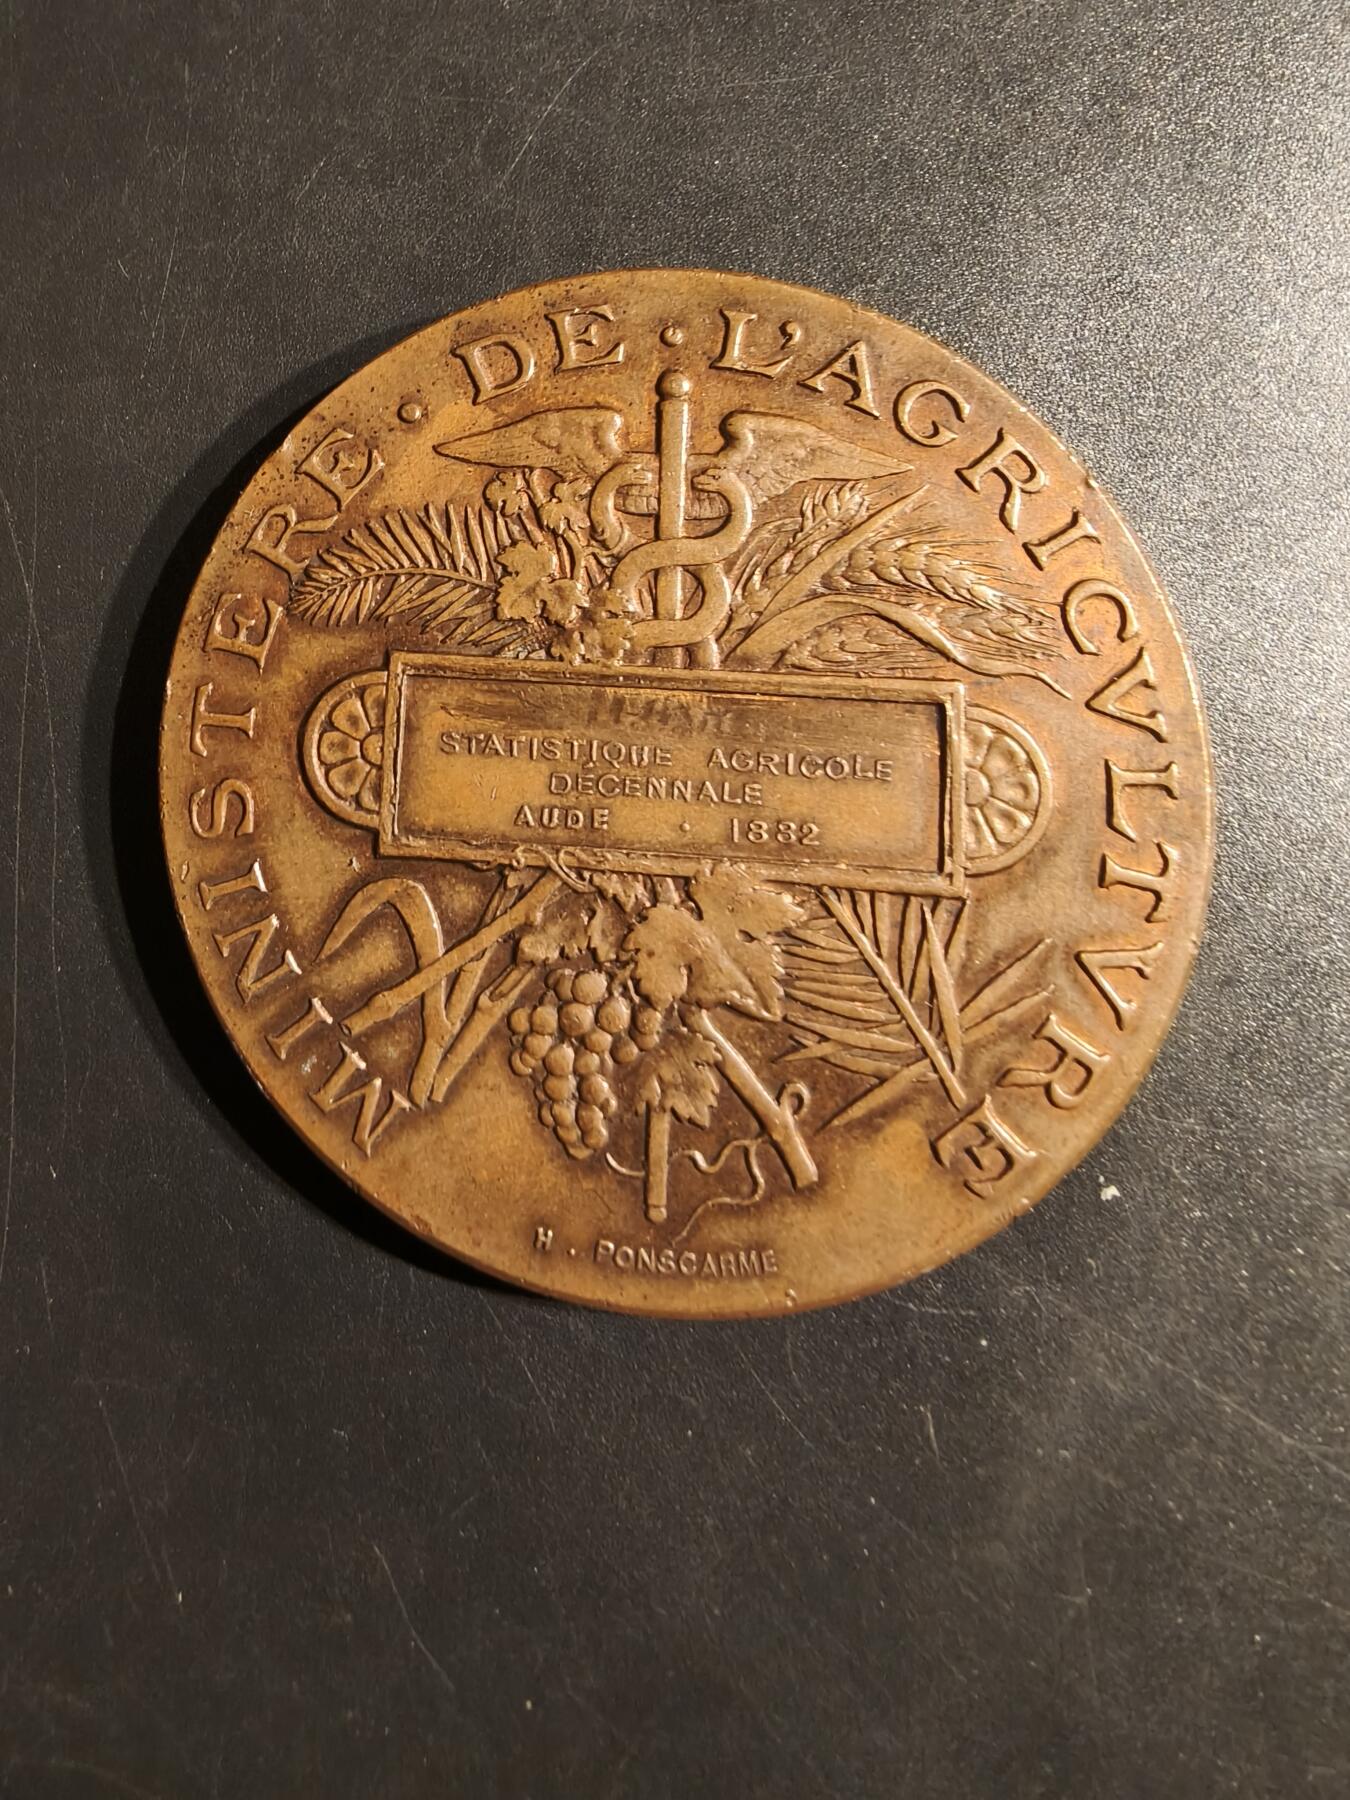 MINISTERE · DE · L'AGRICVLTVRE
STATISTIQUE AGRICOLE
DECENNALE
AUDE . 1882
H . PONSCARME